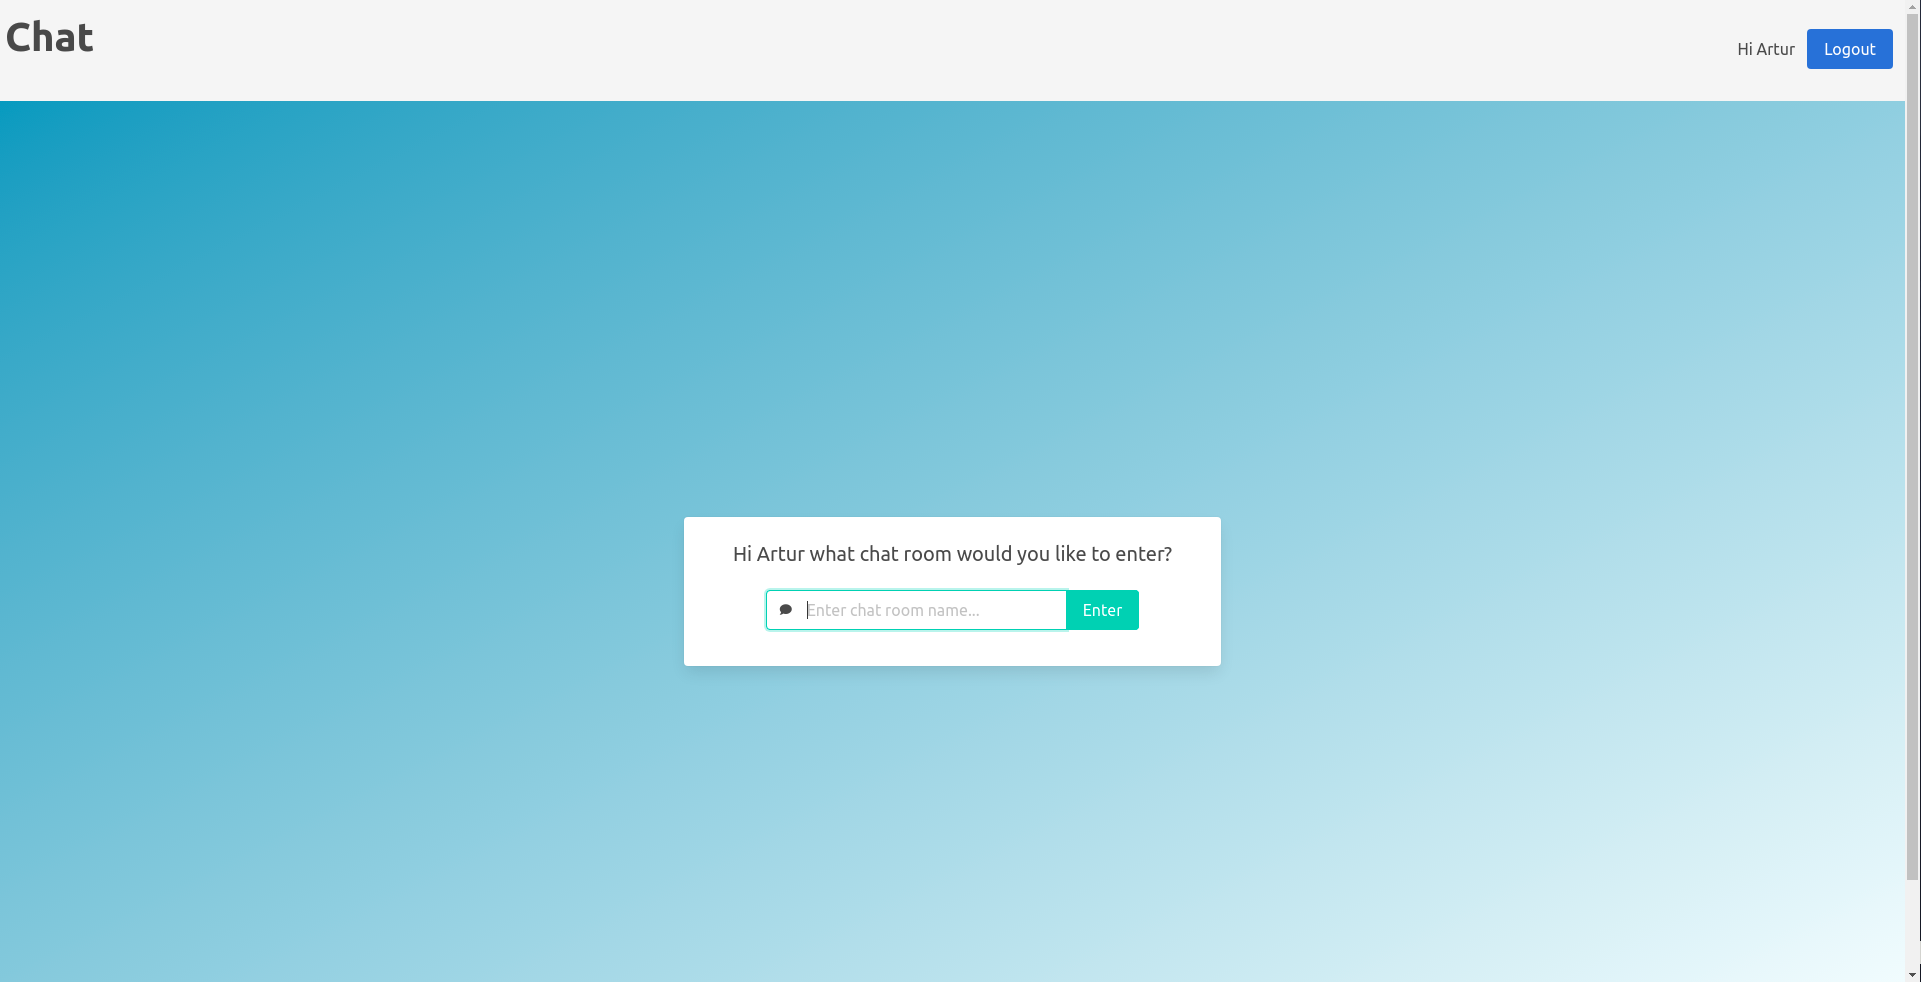 Chat
Hi Artur
Logout
Hi Artur what chat room would you like to enter?
Enter chat room name...
Enter